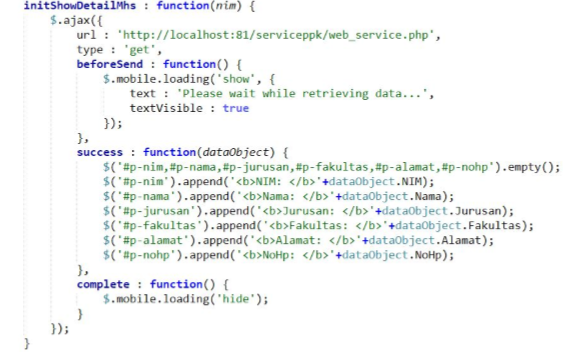 initShowDetailMhs : function(nim) {
    $.ajax({
        url : 'http://localhost:81/serviceppk/web_service.php',
        type : 'get',
        beforeSend : function() {
            $.mobile.loading('show', {
                text : 'Please wait while retrieving data...',
                textVisible : true
            });
        },
        success : function(dataObject) {
            $('#p-nim,#p-nama,#p-jurusan,#p-fakultas,#p-alamat,#p-nohp').empty();
            $('#p-nim').append('<b>NIM: </b>'+dataObject.NIM);
            $('#p-nama').append('<b>Nama: </b>'+dataObject.Nama);
            $('#p-jurusan').append('<b>Jurusan: </b>'+dataObject.Jurusan);
            $('#p-fakultas').append('<b>Fakultas: </b>'+dataObject.Fakultas);
            $('#p-alamat').append('<b>Alamat: </b>'+dataObject.Alamat);
            $('#p-nohp').append('<b>NoHp: </b>'+dataObject.NoHp);
        },
        complete : function() {
            $.mobile.loading('hide');
        }
    });
}